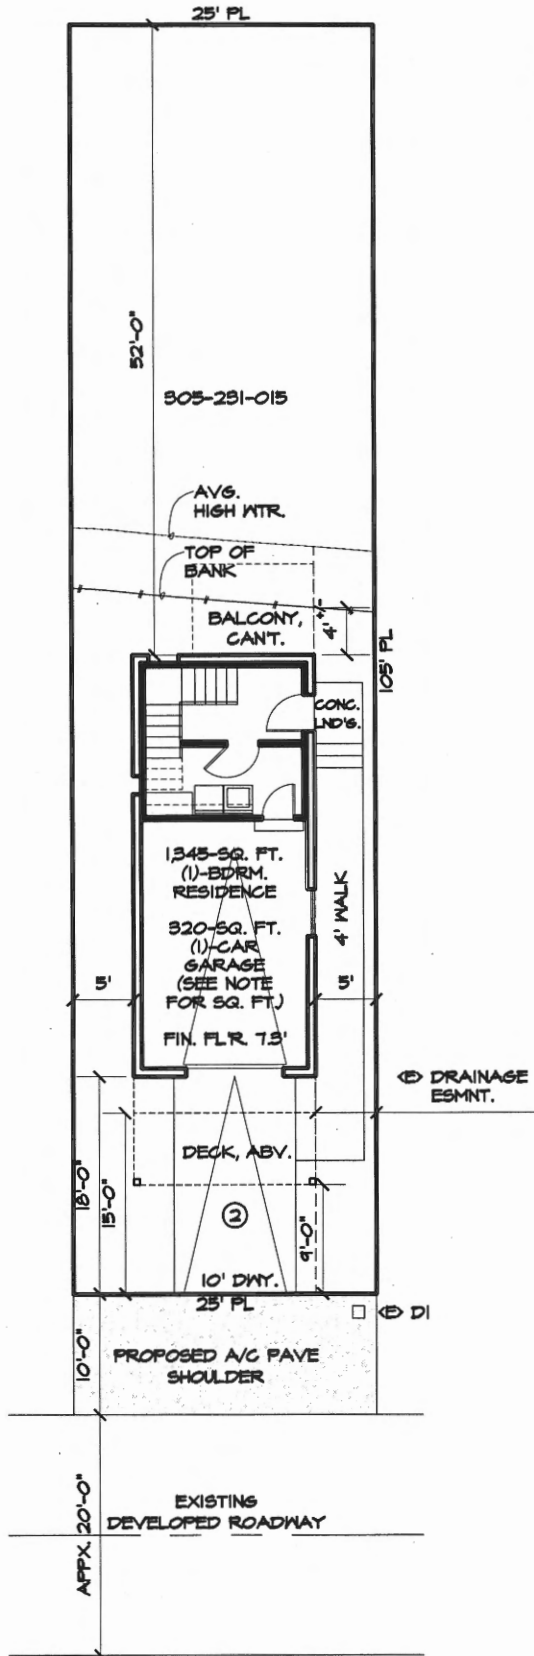 25' PL
52'-0"
305-231-015
AVG.
HIGH WTR.
TOP OF
BANK
BALCONY,
CAN'T.
4' +-
105' PL
CONC.
LND'G.
1,345-SQ. FT.
(1)-BDRM.
RESIDENCE
320-SQ. FT.
(1)-CAR
GARAGE
(SEE NOTE
FOR SQ. FT.)
FIN. FL'R. 7.3'
4' WALK
5'
5'
<E> DRAINAGE
ESMNT.
DECK, ABV.
18'-0"
15'-0"
2
9'-0"
10' DWY.
25' PL
<E> DI
10'-0"
PROPOSED A/C PAVE
SHOULDER
APPX. 20'-0"
EXISTING
DEVELOPED ROADWAY